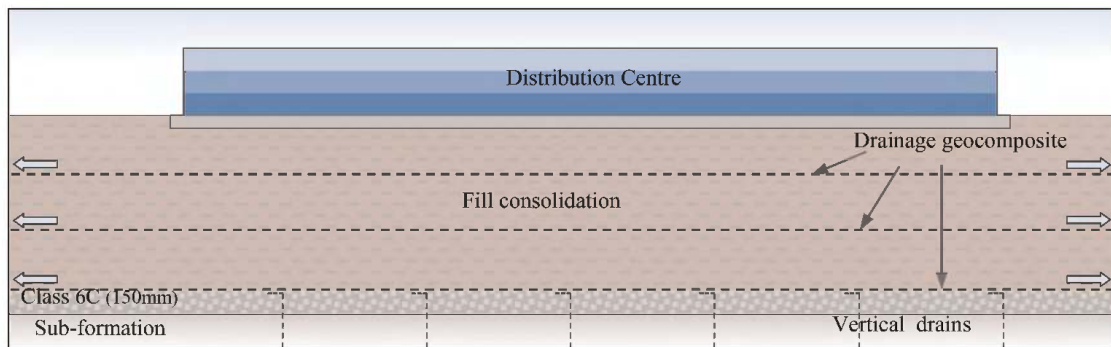 Distribution Centre
Drainage geocomposite
Fill consolidation
Class 6C (150mm)
Sub-formation
Vertical drains